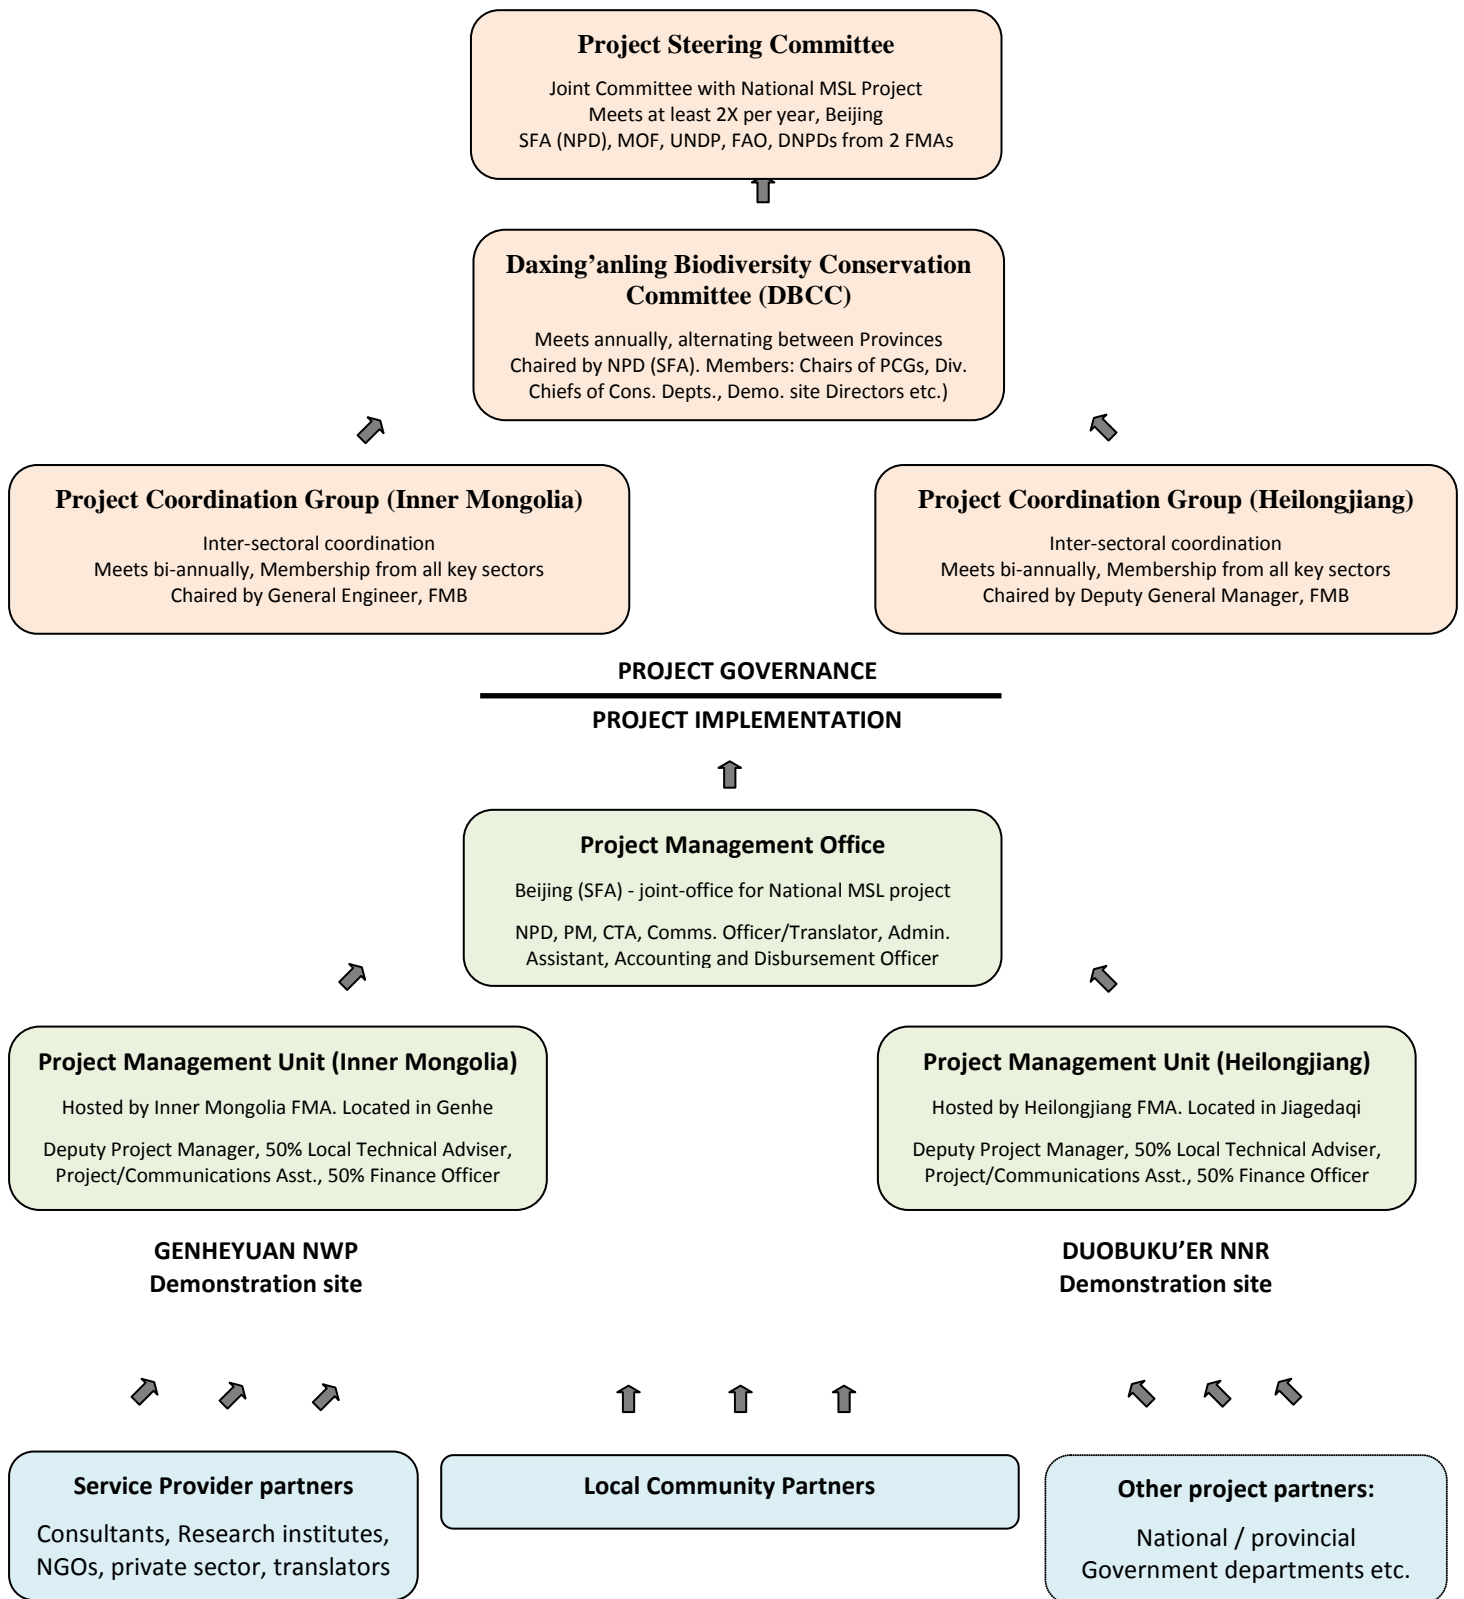 Project Steering Committee
Joint Committee with National MSL Project
Meets at least 2X per year, Beijing
SFA (NPD), MOF, UNDP, FAO, DNPDs from 2 FMAs
Daxing’anling Biodiversity Conservation
Committee (DBCC)
Meets annually, alternating between Provinces
Chaired by NPD (SFA). Members: Chairs of PCGs, Div.
Chiefs of Cons. Depts., Demo. site Directors etc.)
Project Coordination Group (Inner Mongolia)
Inter-sectoral coordination
Meets bi-annually, Membership from all key sectors
Chaired by General Engineer, FMB
Project Coordination Group (Heilongjiang)
Inter-sectoral coordination
Meets bi-annually, Membership from all key sectors
Chaired by Deputy General Manager, FMB
PROJECT GOVERNANCE
PROJECT IMPLEMENTATION
Project Management Office
Beijing (SFA) - joint-office for National MSL project
NPD, PM, CTA, Comms. Officer/Translator, Admin.
Assistant, Accounting and Disbursement Officer
Project Management Unit (Inner Mongolia)
Hosted by Inner Mongolia FMA. Located in Genhe
Deputy Project Manager, 50% Local Technical Adviser,
Project/Communications Asst., 50% Finance Officer
Project Management Unit (Heilongjiang)
Hosted by Heilongjiang FMA. Located in Jiagedaqi
Deputy Project Manager, 50% Local Technical Adviser,
Project/Communications Asst., 50% Finance Officer
GENHEYUAN NWP
Demonstration site
DUOBUKU’ER NNR
Demonstration site
Service Provider partners
Consultants, Research institutes,
NGOs, private sector, translators
Local Community Partners
Other project partners:
National / provincial
Government departments etc.